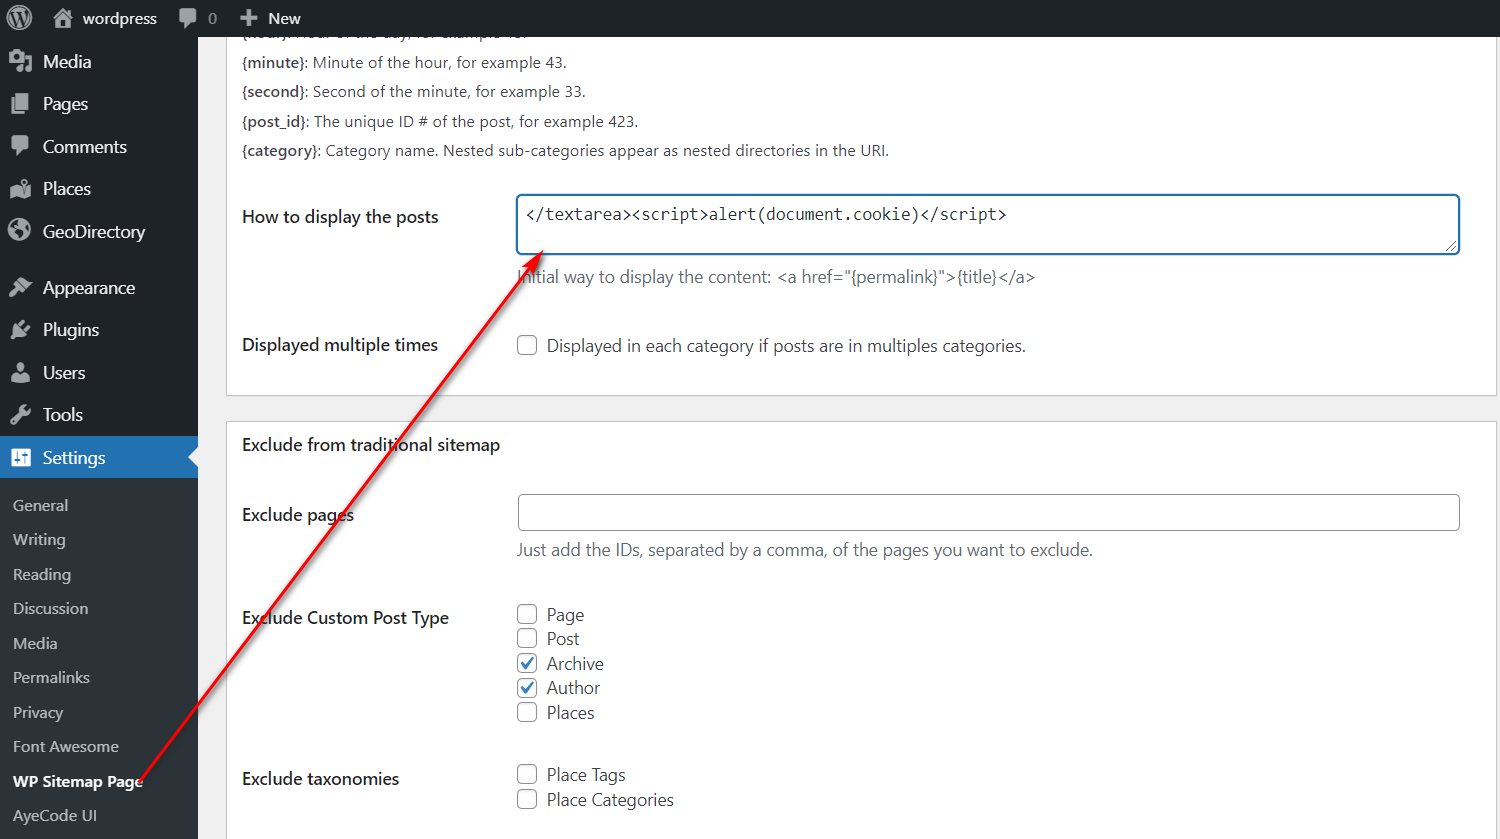 wordpress
0
New
Media
Pages
Comments
Places
GeoDirectory
Appearance
Plugins
Users
Tools
Settings
General
Writing
Reading
Discussion
Media
Permalinks
Privacy
Font Awesome
WP Sitemap Page
AyeCode UI
{minute}: Minute of the hour, for example 43.
{second}: Second of the minute, for example 33.
{post_id}: The unique ID # of the post, for example 423.
{category}: Category name. Nested sub-categories appear as nested directories in the URI.
How to display the posts
</textarea><script>alert(document.cookie)</script>
Initial way to display the content: <a href="{permalink}">{title}</a>
Displayed multiple times
Displayed in each category if posts are in multiples categories.
Exclude from traditional sitemap
Exclude pages
Just add the IDs, separated by a comma, of the pages you want to exclude.
Exclude Custom Post Type
Page
Post
Archive
Author
Places
Exclude taxonomies
Place Tags
Place Categories